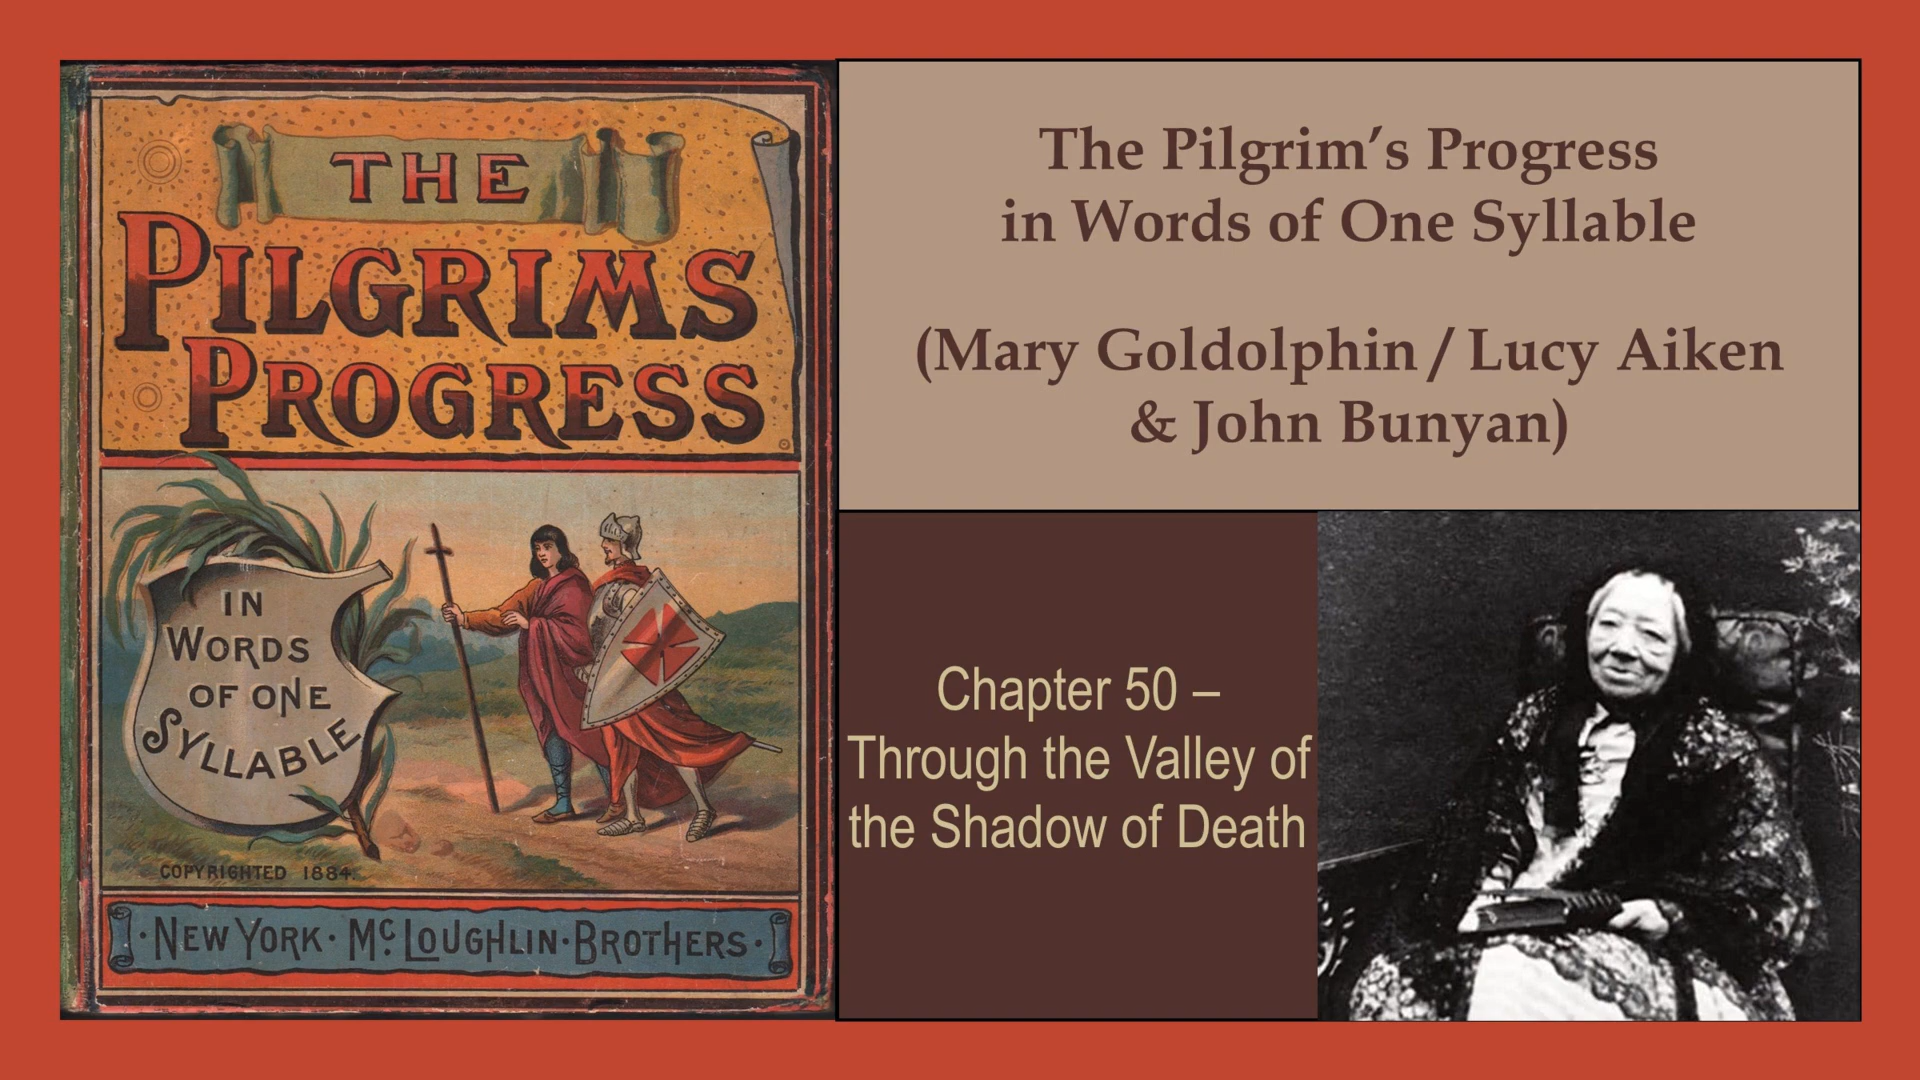 THE
PILGRIMS
PROGRESS
IN
WORDS
OF ONE
SYLLABLE
COPYRIGHTED 1884.
·NEW YORK· MCLOUGHLIN·BROTHERS·
The Pilgrim’s Progress
in Words of One Syllable
(Mary Goldolphin / Lucy Aiken
& John Bunyan)
Chapter 50 –
Through the Valley of
the Shadow of Death